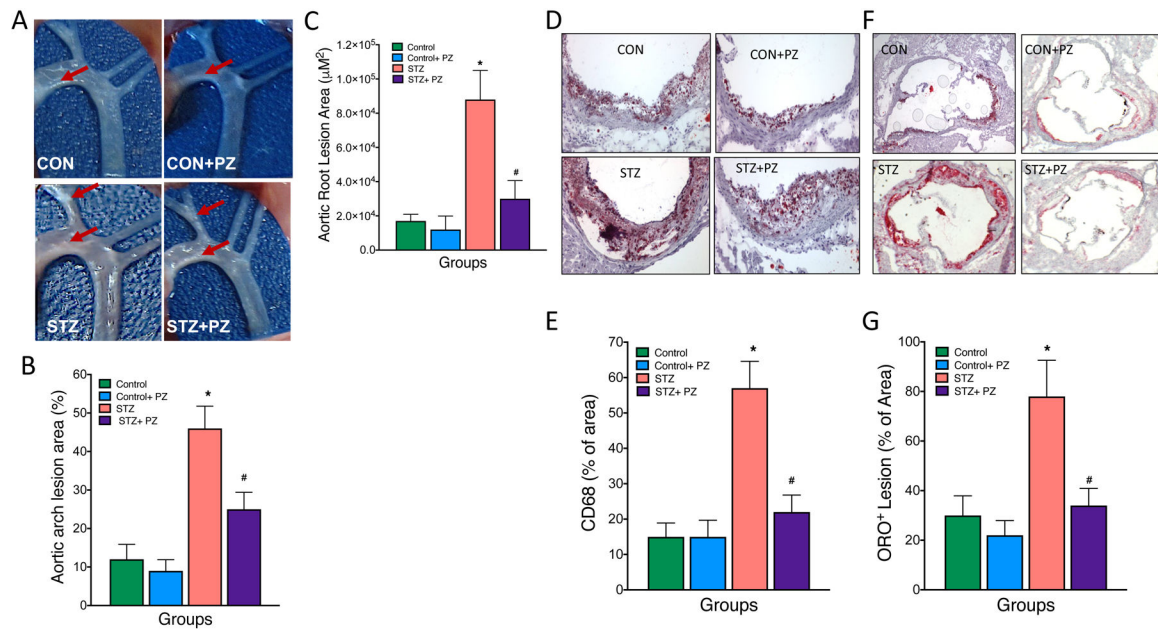 A
CON
CON+PZ
STZ
STZ+PZ
B
Aortic arch lesion area (%)
60
50
40
30
20
10
0
Control
Control+ PZ
STZ
STZ+ PZ
*
#
Groups
C
Aortic Root Lesion Area (μM²)
1.2×10⁵
1.0×10⁵
8.0×10⁴
6.0×10⁴
4.0×10⁴
2.0×10⁴
0.0
Control
Control+ PZ
STZ
STZ+ PZ
*
#
Groups
D
CON
CON+PZ
STZ
STZ+PZ
E
CD68 (% of area)
70
60
50
40
30
20
10
0
Control
Control+ PZ
STZ
STZ+ PZ
*
#
Groups
F
CON
CON+PZ
STZ
STZ+PZ
G
ORO⁺ Lesion (% of Area)
100
80
60
40
20
0
Control
Control+ PZ
STZ
STZ+ PZ
*
#
Groups